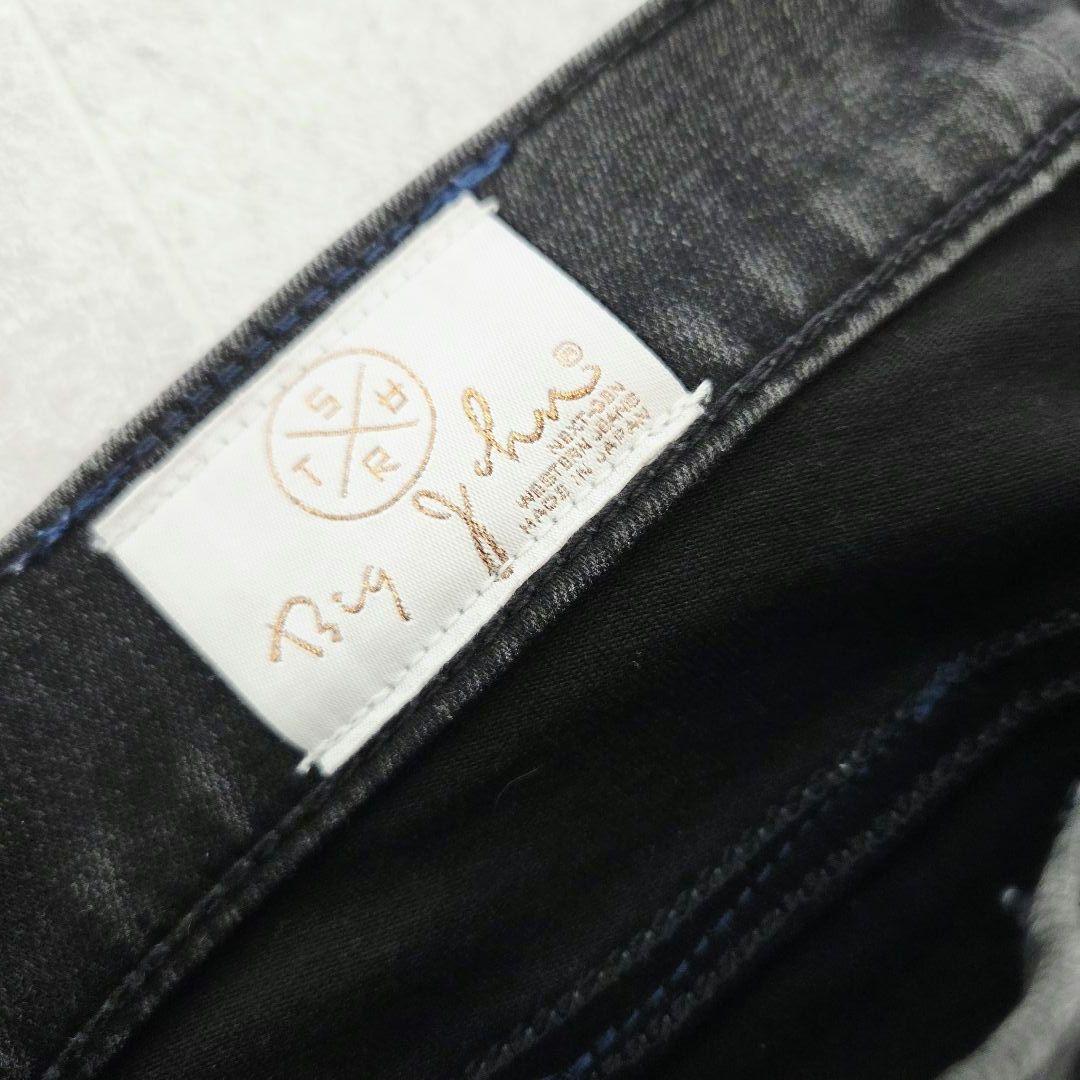 S
R
T
Big John®
NEXT-GEN
WESTERN JEANS
MADE IN JAPAN